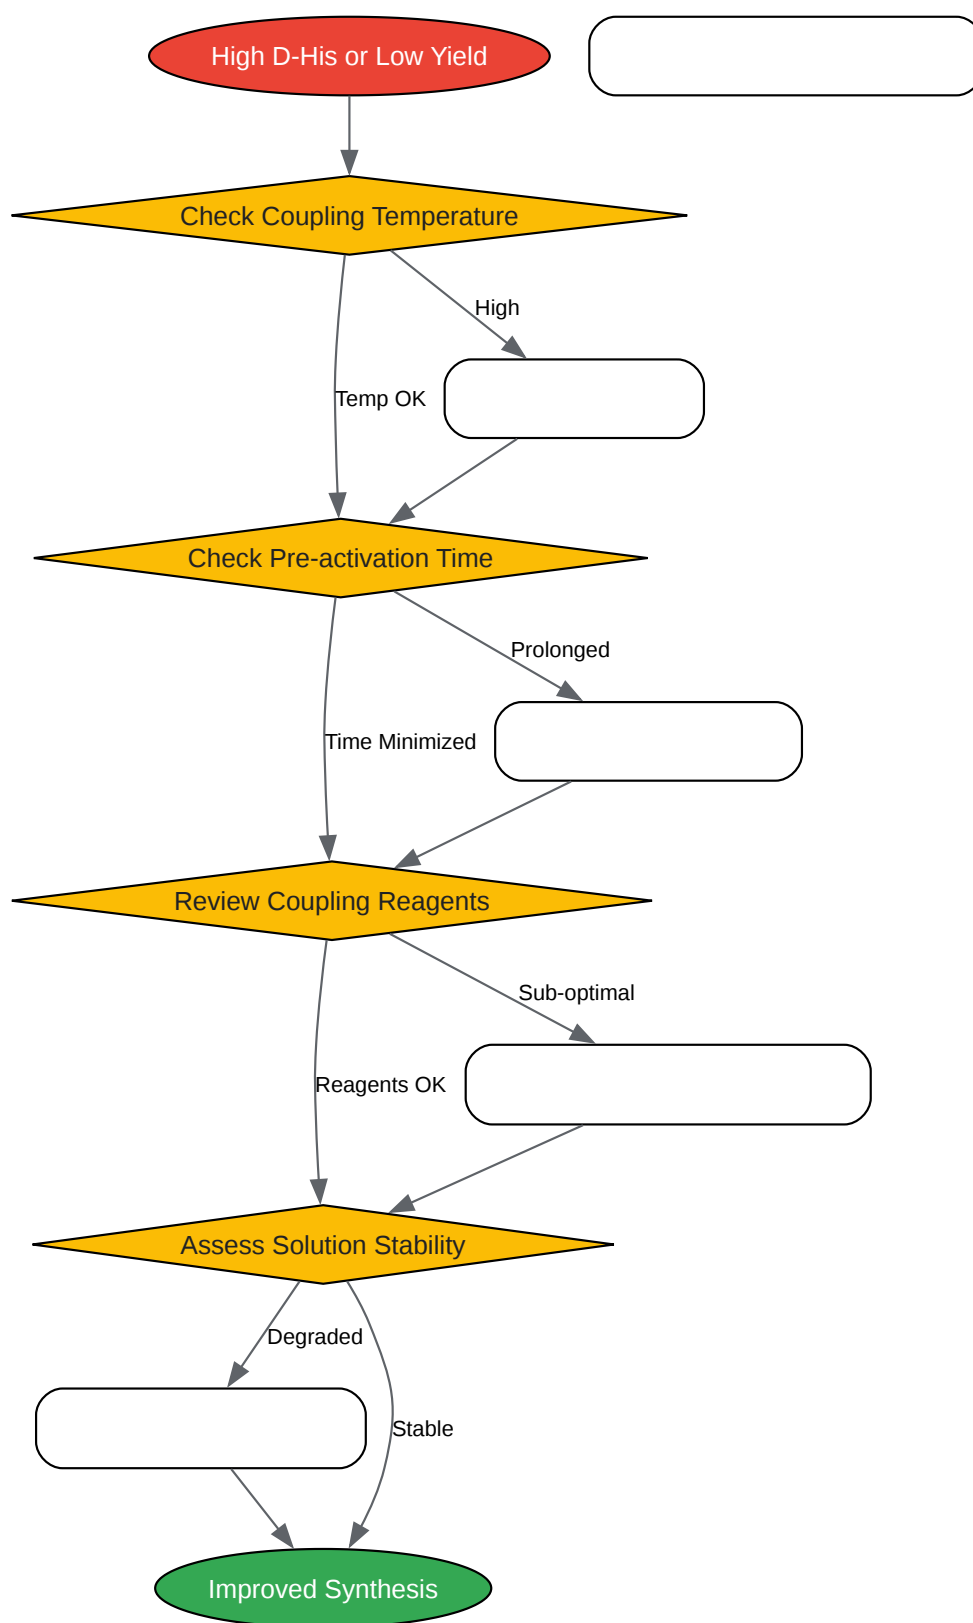 High D-His or Low Yield
Check Coupling Temperature
High
Temp OK
Check Pre-activation Time
Prolonged
Time Minimized
Review Coupling Reagents
Sub-optimal
Reagents OK
Assess Solution Stability
Degraded
Stable
Improved Synthesis